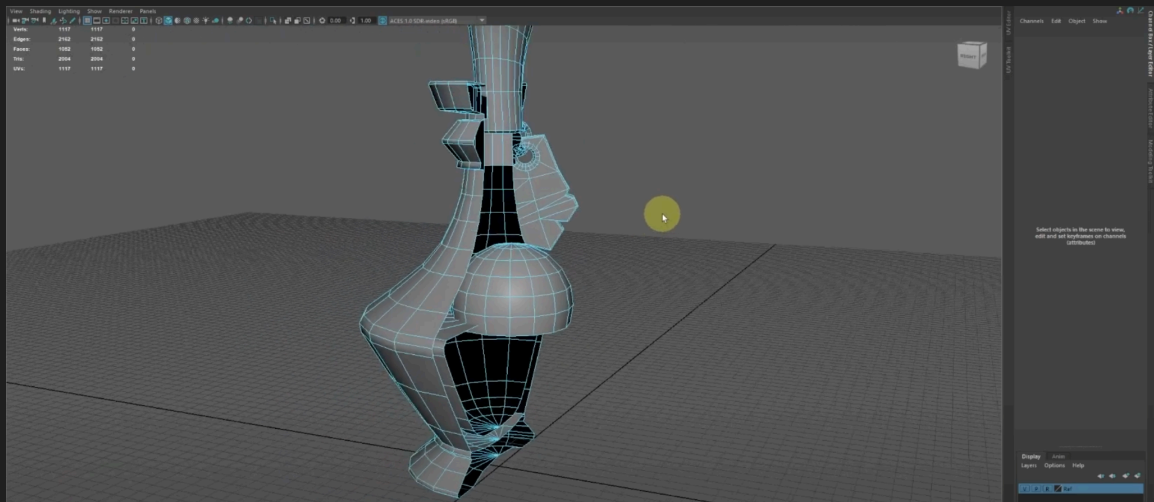 View Shading Lighting Show Renderer Panels
0.00 1.00 ACES 1.0 SDR-video (sRGB)
Verts: 1117 1117 0
Edges: 2162 2162 0
Faces: 1052 1052 0
Tris: 2004 2004 0
UVs: 1117 1117 0
Channels Edit Object Show
Select objects in the scene to view,
edit and set keyframes on channels
(attributes)
Display Anim
Layers Options Help
V